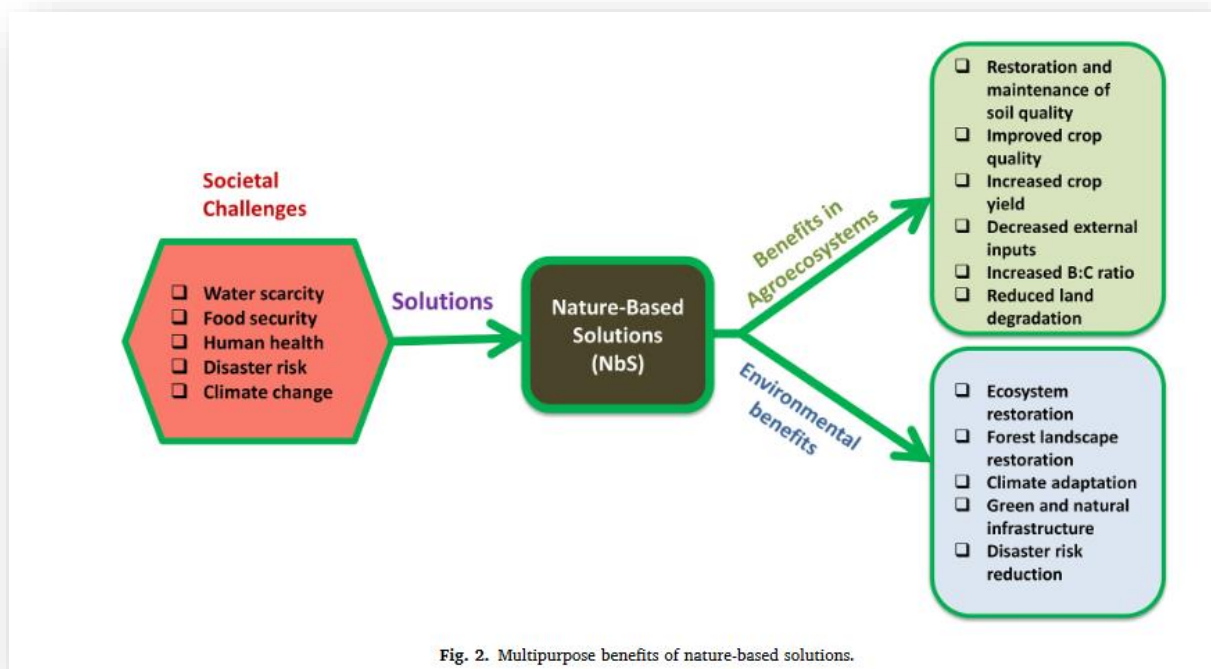 Societal
Challenges
❑ Water scarcity
❑ Food security
❑ Human health
❑ Disaster risk
❑ Climate change
Solutions
Nature-Based
Solutions
(NbS)
Benefits in
Agroecosystems
❑ Restoration and
maintenance of
soil quality
❑ Improved crop
quality
❑ Increased crop
yield
❑ Decreased external
inputs
❑ Increased B:C ratio
❑ Reduced land
degradation
Environmental
benefits
❑ Ecosystem
restoration
❑ Forest landscape
restoration
❑ Climate adaptation
❑ Green and natural
infrastructure
❑ Disaster risk
reduction
Fig. 2. Multipurpose benefits of nature-based solutions.